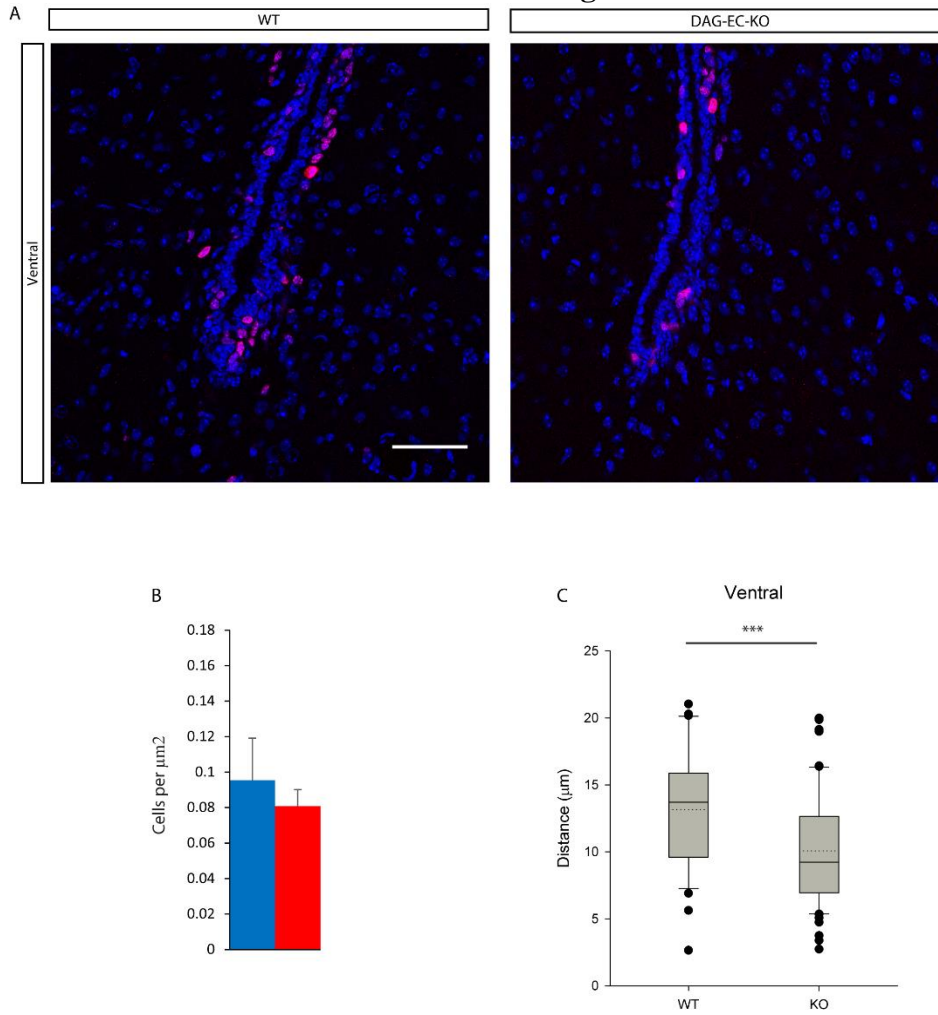 g
A
WT
DAG-EC-KO
Ventral
B
0.18
0.16
0.14
0.12
0.1
0.08
0.06
0.04
0.02
0
Cells per μm2
C
Ventral
***
25
20
15
10
5
0
Distance (μm)
WT KO